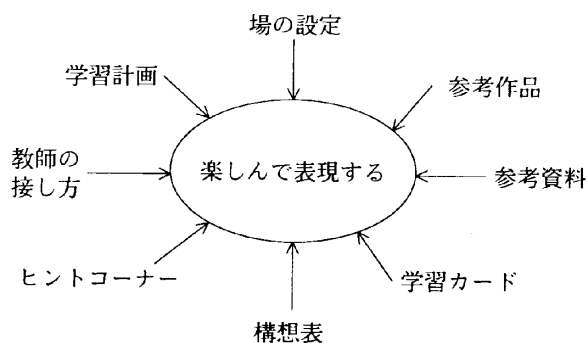 場の設定
学習計画
参考作品
教師の
接し方
楽しんで表現する
参考資料
ヒントコーナー
学習カード
構想表